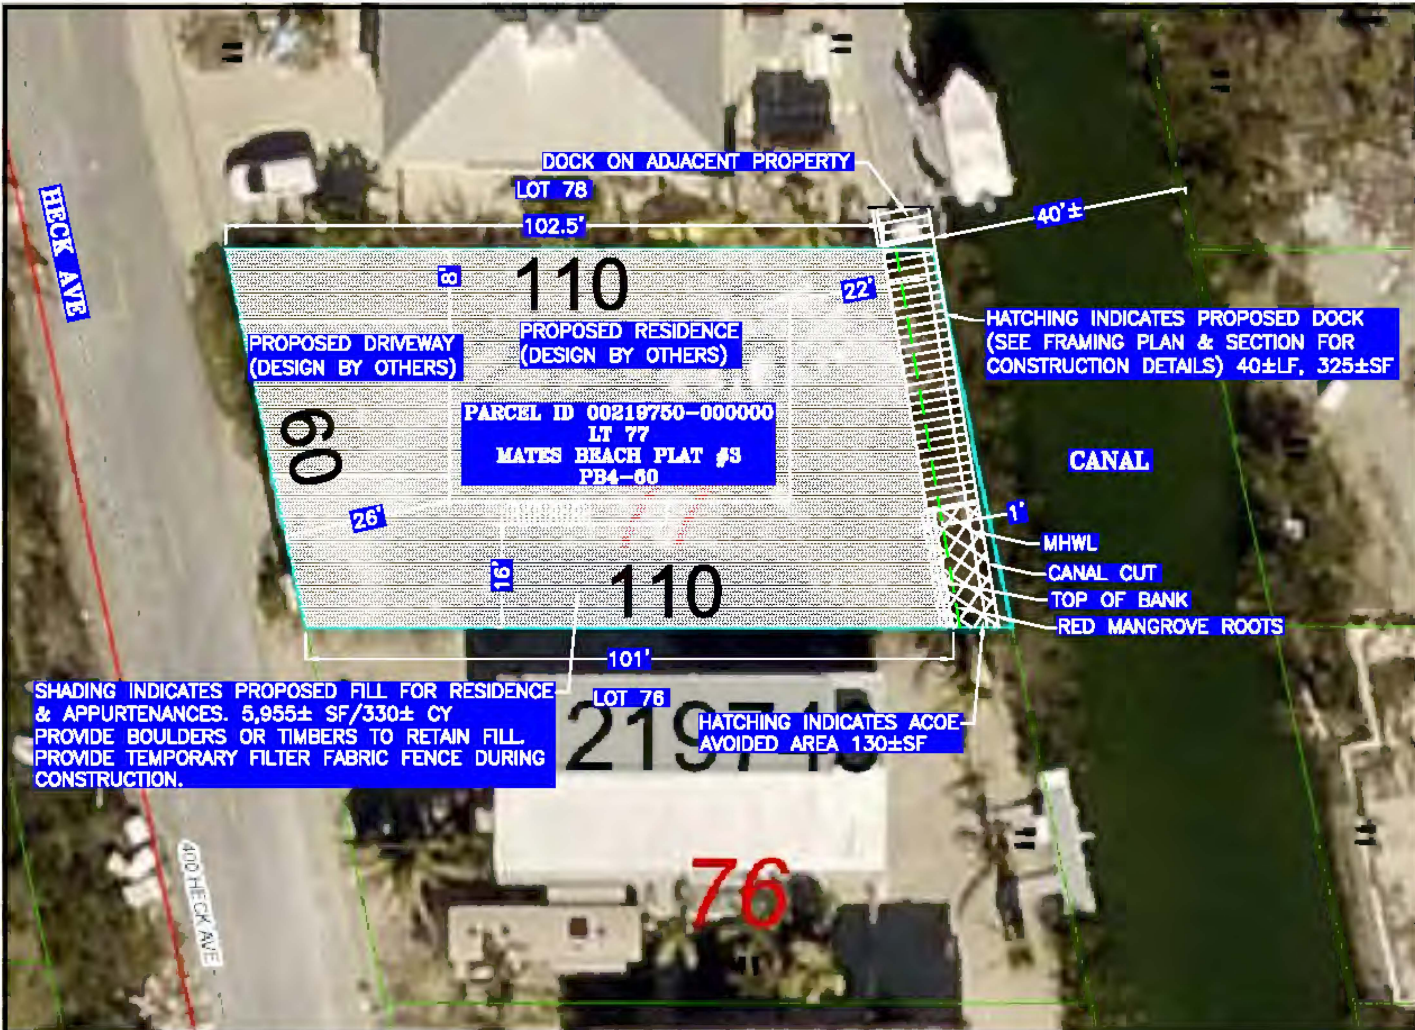 DOCK ON ADJACENT PROPERTY
LOT 78
102.5'
40'±
HECK AVE
8'
110
22'
PROPOSED DRIVEWAY
(DESIGN BY OTHERS)
PROPOSED RESIDENCE
(DESIGN BY OTHERS)
HATCHING INDICATES PROPOSED DOCK
(SEE FRAMING PLAN & SECTION FOR
CONSTRUCTION DETAILS) 40±LF, 325±SF
60
PARCEL ID 00219750-000000
LT 77
MATES BEACH PLAT #3
PB4-60
CANAL
26'
1'
MHWL
CANAL CUT
TOP OF BANK
RED MANGROVE ROOTS
16'
110
101'
SHADING INDICATES PROPOSED FILL FOR RESIDENCE
& APPURTENANCES. 5,955± SF/330± CY
PROVIDE BOULDERS OR TIMBERS TO RETAIN FILL.
PROVIDE TEMPORARY FILTER FABRIC FENCE DURING
CONSTRUCTION.
LOT 76
HATCHING INDICATES ACOE
AVOIDED AREA 130±SF
76
400 HECK AVE